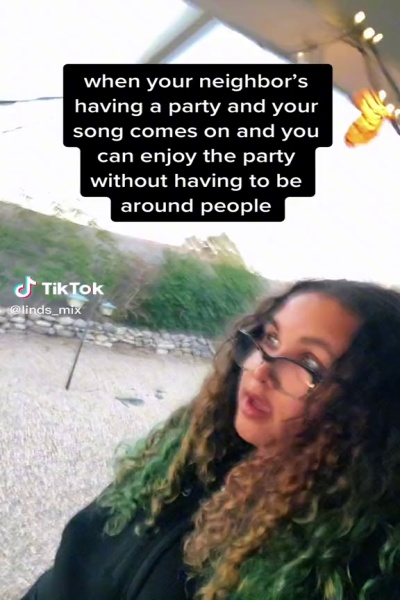 when your neighbor's
having a party and your
song comes on and you
can enjoy the party
without having to be
around people
TikTok
@linds_mix